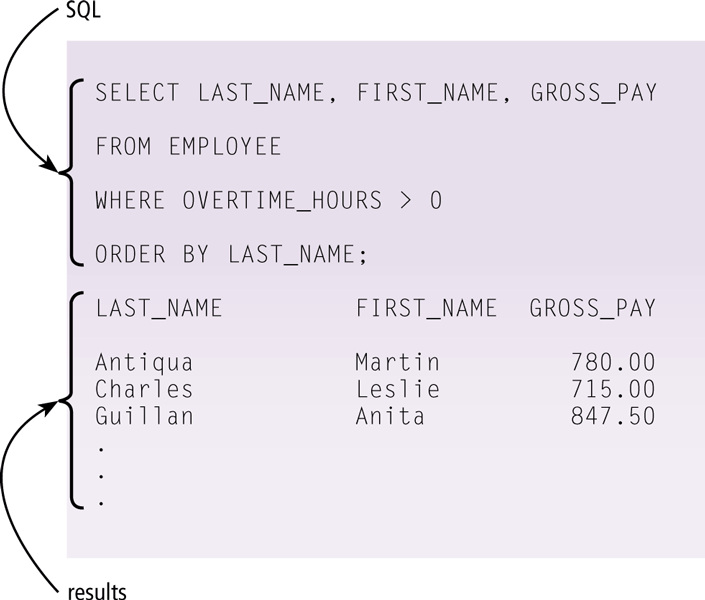 SQL
SELECT LAST_NAME, FIRST_NAME, GROSS_PAY
FROM EMPLOYEE
WHERE OVERTIME_HOURS > 0
ORDER BY LAST_NAME;
LAST_NAME FIRST_NAME GROSS_PAY
Antiqua Martin 780.00
Charles Leslie 715.00
Guillan Anita 847.50
.
.
.
results